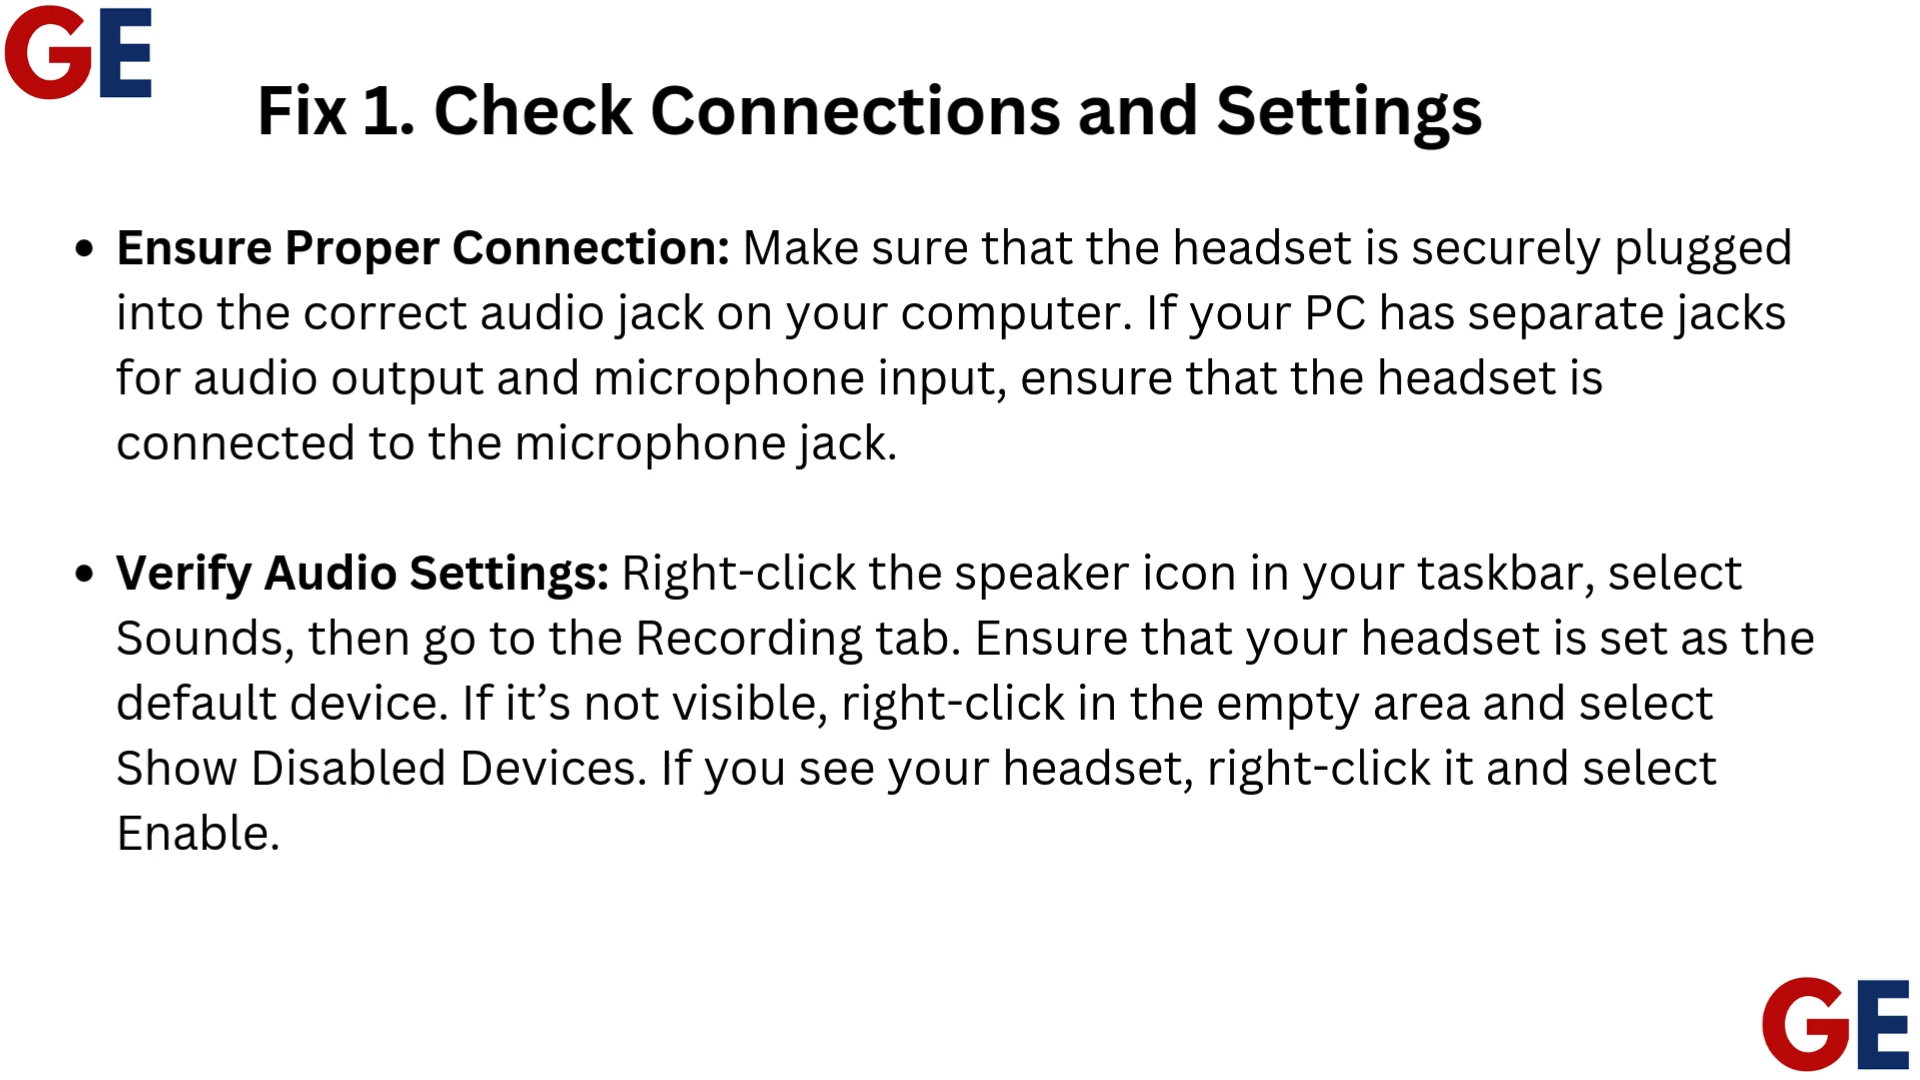 GE
Fix 1. Check Connections and Settings
• Ensure Proper Connection: Make sure that the headset is securely plugged
into the correct audio jack on your computer. If your PC has separate jacks
for audio output and microphone input, ensure that the headset is
connected to the microphone jack.
• Verify Audio Settings: Right-click the speaker icon in your taskbar, select
Sounds, then go to the Recording tab. Ensure that your headset is set as the
default device. If it’s not visible, right-click in the empty area and select
Show Disabled Devices. If you see your headset, right-click it and select
Enable.
GE